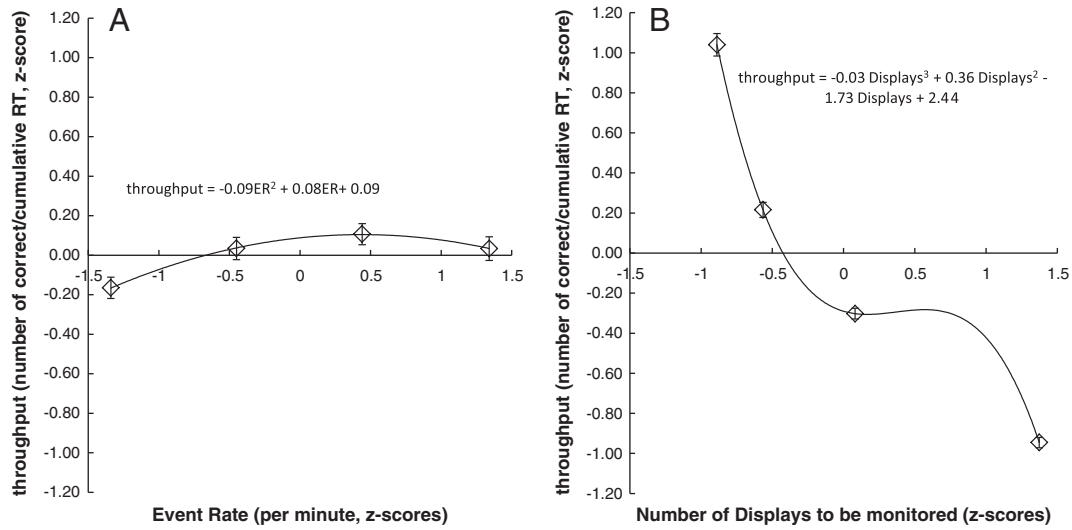 A
throughput (number of correct/cumulative RT, z-score)
1.20
1.00
0.80
0.60
0.40
0.20
0.00
-0.20
-0.40
-0.60
-0.80
-1.00
-1.20
throughput = -0.09ER² + 0.08ER+ 0.09
-1.5 -1 -0.5 0 0.5 1 1.5
Event Rate (per minute, z-scores)
B
throughput (number of correct/cumulative RT, z-score)
1.20
1.00
0.80
0.60
0.40
0.20
0.00
-0.20
-0.40
-0.60
-0.80
-1.00
-1.20
throughput = -0.03 Displays³ + 0.36 Displays² -
1.73 Displays + 2.44
-1.5 -1 -0.5 0 0.5 1 1.5
Number of Displays to be monitored (z-scores)